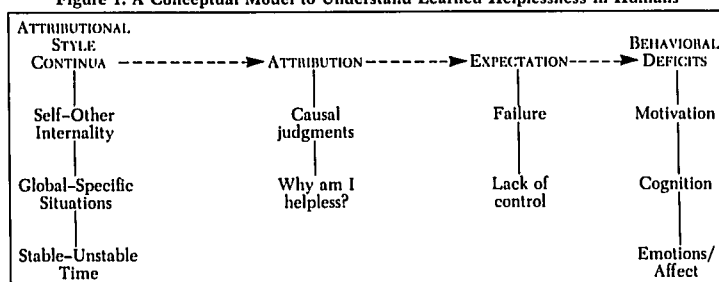 Figure 1. A Conceptual Model to Understand Learned Helplessness in Humans
ATTRIBUTIONAL
STYLE
CONTINUA
ATTRIBUTION
EXPECTATION
BEHAVIORAL
DEFICITS
Self-Other
Internality
Causal
judgments
Failure
Motivation
Global-Specific
Situations
Why am I
helpless?
Lack of
control
Cognition
Stable-Unstable
Time
Emotions/
Affect